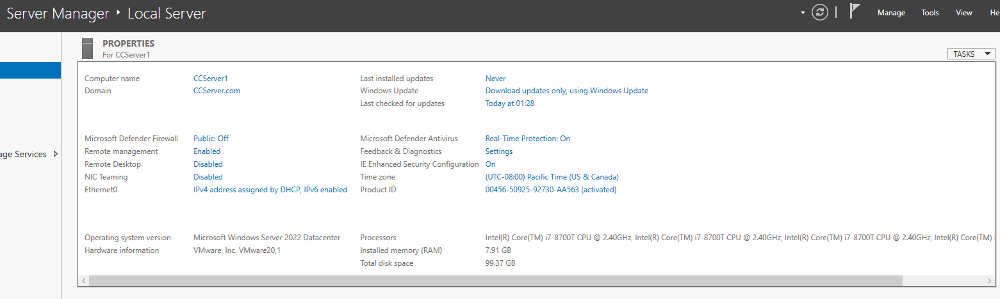 Server Manager ‣ Local Server
Manage Tools View He
PROPERTIES
For CCServer1
TASKS
Computer name CCServer1 Last installed updates Never
Domain CCServer.com Windows Update Download updates only, using Windows Update
Last checked for updates Today at 01:28
Microsoft Defender Firewall Public: Off Microsoft Defender Antivirus Real-Time Protection: On
age Services Remote management Enabled Feedback & Diagnostics Settings
Remote Desktop Disabled IE Enhanced Security Configuration On
NIC Teaming Disabled Time zone (UTC-08:00) Pacific Time (US & Canada)
Ethernet0 IPv4 address assigned by DHCP, IPv6 enabled Product ID 00456-50925-92730-AA563 (activated)
Operating system version Microsoft Windows Server 2022 Datacenter Processors Intel(R) Core(TM) i7-8700T CPU @ 2.40GHz, Intel(R) Core(TM) i7-8700T CPU @ 2.40GHz, Intel(R) Core(TM) i7-8700T CPU @ 2.40GHz, Intel(R) Core(TM) i
Hardware information VMware, Inc. VMware20,1 Installed memory (RAM) 7.91 GB
Total disk space 99.37 GB